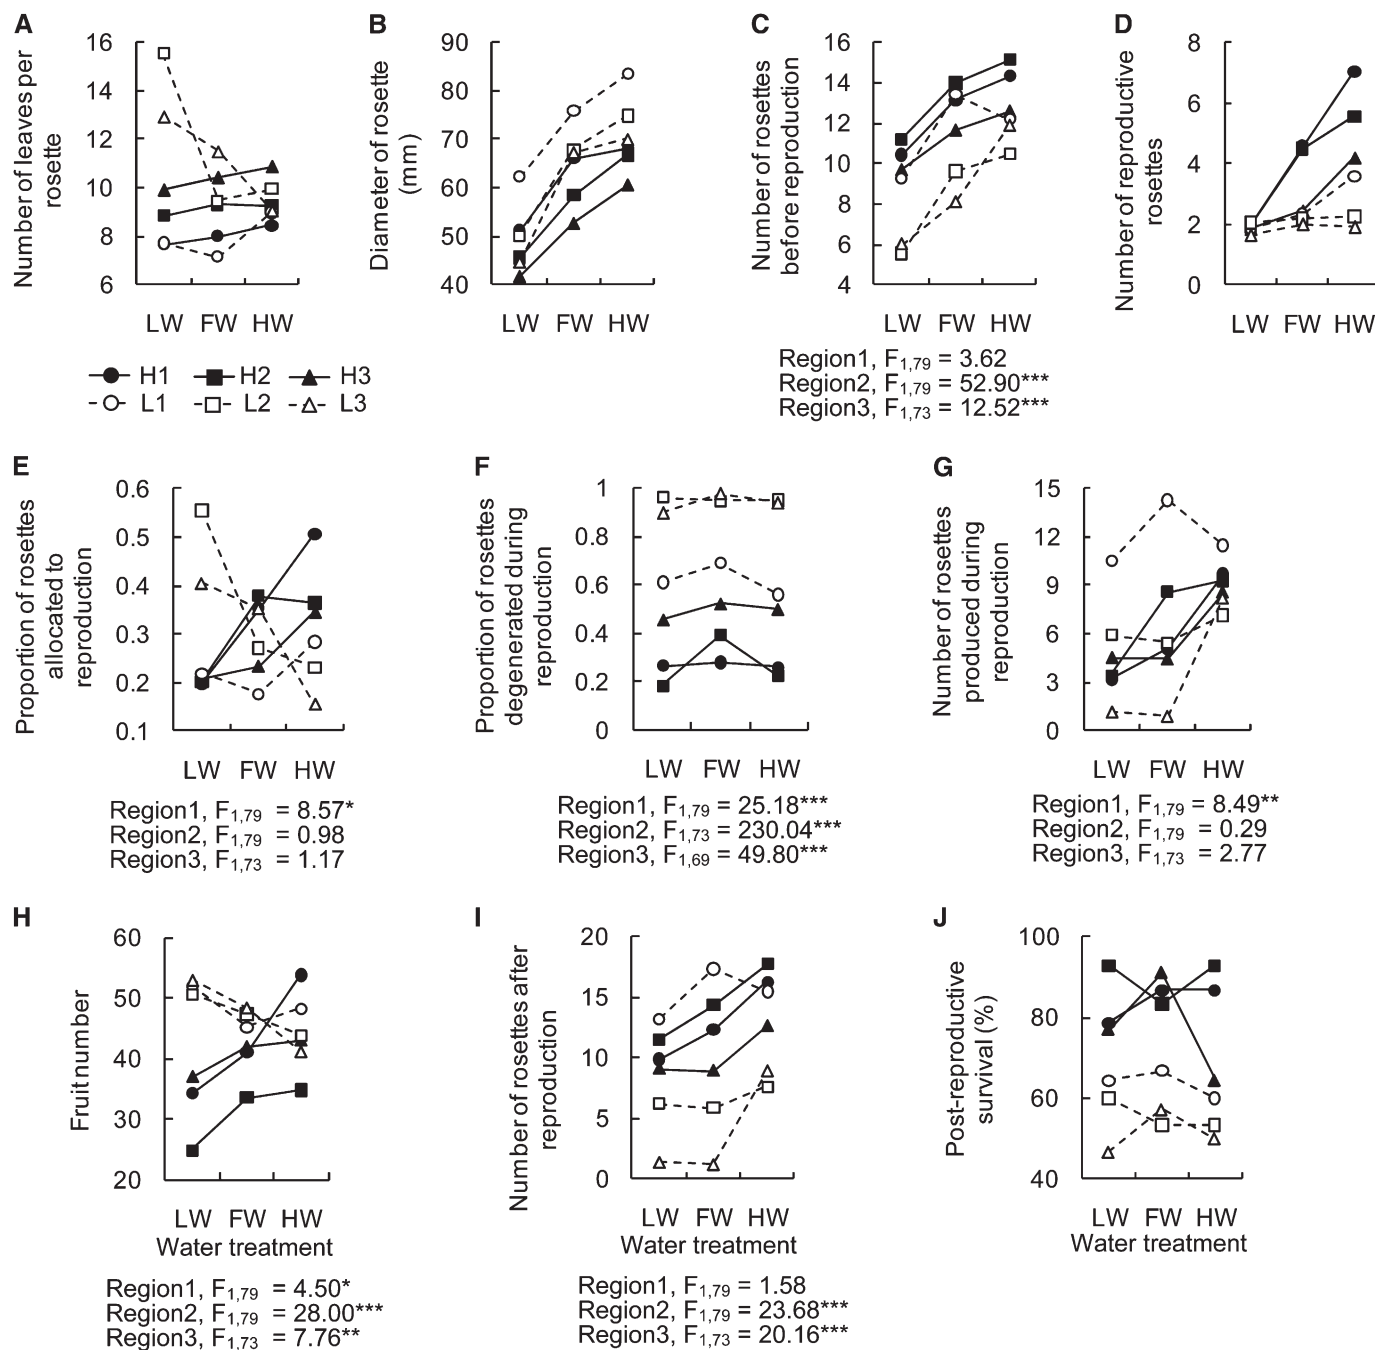 A
Number of leaves per
rosette
16
14
12
10
8
6
LW FW HW
B
Diameter of rosette
(mm)
90
80
70
60
50
40
LW FW HW
C
Number of rosettes
before reproduction
16
14
12
10
8
6
4
LW FW HW
Region1, F1,79 = 3.62
Region2, F1,79 = 52.90***
Region3, F1,73 = 12.52***
D
Number of reproductive
rosettes
8
6
4
2
0
LW FW HW
H1 H2 H3
L1 L2 L3
E
Proportion of rosettes
allocated to
reproduction
0.6
0.5
0.4
0.3
0.2
0.1
LW FW HW
Region1, F1,79 = 8.57*
Region2, F1,79 = 0.98
Region3, F1,73 = 1.17
F
Proportion of rosettes
degenerated during
reproduction
1
0.8
0.6
0.4
0.2
0
LW FW HW
Region1, F1,79 = 25.18***
Region2, F1,73 = 230.04***
Region3, F1,69 = 49.80***
G
Number of rosettes
produced during
reproduction
15
12
9
6
3
0
LW FW HW
Region1, F1,79 = 8.49**
Region2, F1,79 = 0.29
Region3, F1,73 = 2.77
H
Fruit number
60
50
40
30
20
LW FW HW
Water treatment
Region1, F1,79 = 4.50*
Region2, F1,79 = 28.00***
Region3, F1,73 = 7.76**
I
Number of rosettes after
reproduction
20
15
10
5
0
LW FW HW
Water treatment
Region1, F1,79 = 1.58
Region2, F1,79 = 23.68***
Region3, F1,73 = 20.16***
J
Post-reproductive
survival (%)
100
80
60
40
LW FW HW
Water treatment